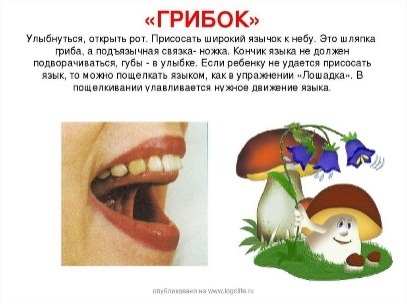 «ГРИБОК»
Улыбнуться, открыть рот. Присосать широкий язычок к небу. Это шляпка
гриба, а подъязычная связка- ножка. Кончик языка не должен
подворачиваться, губы - в улыбке. Если ребенку не удается присосать
язык, то можно пощелкать языком, как в упражнении «Лошадка». В
пощелкивании улавливается нужное движение языка.
опубликовано на www.logolife.ru